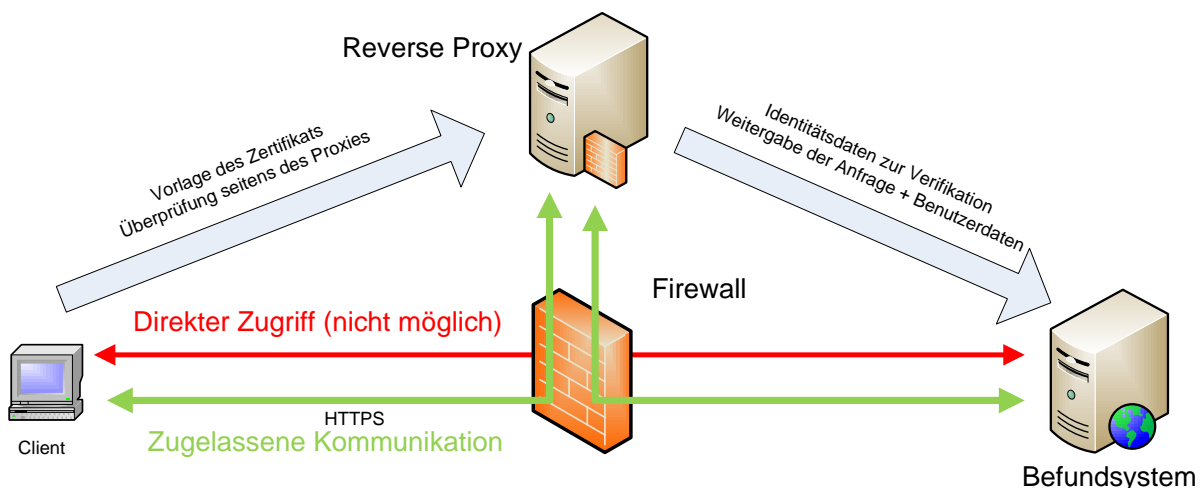 Reverse Proxy
Vorlage des Zertifikats
Überprüfung seitens des Proxies
Identitätsdaten zur Verifikation
Weitergabe der Anfrage + Benutzerdaten
Firewall
Direkter Zugriff (nicht möglich)
HTTPS
Zugelassene Kommunikation
Client
Befundsystem